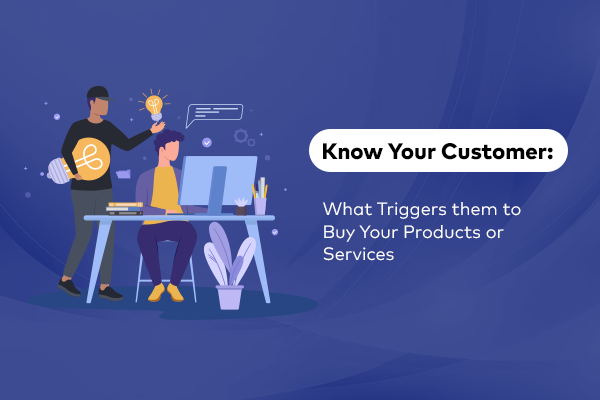 Know Your Customer:
What Triggers them to
Buy Your Products or
Services